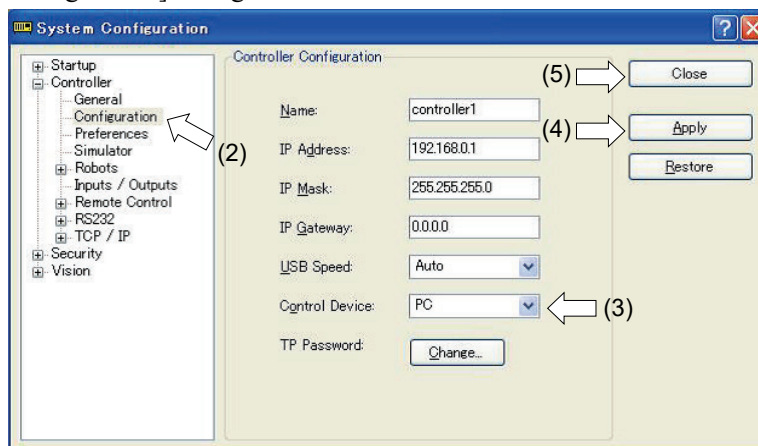 System Configuration
Startup
Controller
General
Configuration
Preferences
Simulator
Robots
Inputs / Outputs
Remote Control
RS232
TCP / IP
Security
Vision
(2)
Controller Configuration
Name: controller1
IP Address: 192.168.0.1
IP Mask: 255.255.255.0
IP Gateway: 0.0.0.0
USB Speed: Auto
Control Device: PC
(3)
TP Password: Change...
(5)
Close
(4)
Apply
Restore